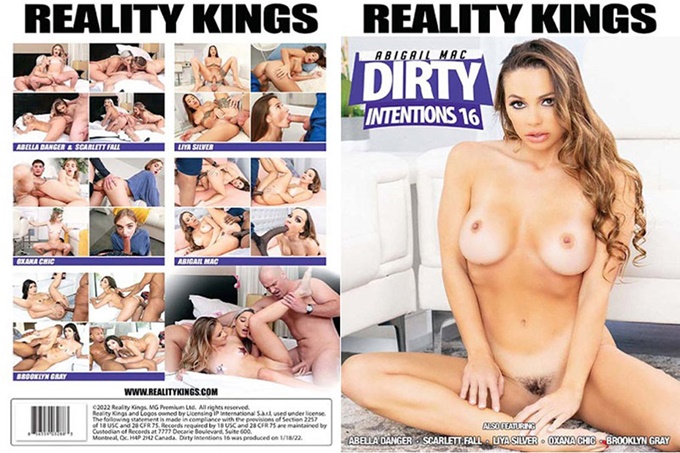 REALITY KINGS
ABELLA DANGER & SCARLETT FALL
LIYA SILVER
OXANA CHIC
ABIGAIL MAC
BROOKLYN GRAY
WWW.REALITYKINGS.COM
©2022 Reality Kings. MG Premium Ltd. All rights reserved.
Reality Kings and Logos owned by Licensing IP International S.à.r.l. used under license.
The following statement is made in compliance with the provisions of Section 2257
of 18 USC and 28 CFR 75. Records required by 18 USC and 28 CFR 75 are maintained by
Custodian of Records at 7777 Decarie Boulevard, Suite 600,
Montreal, Qc, H4P 2H2 Canada. Dirty Intentions 16 was produced on 1/18/22.
REALITY KINGS
ABIGAIL MAC
DIRTY
INTENTIONS 16
ALSO FEATURING
ABELLA DANGER · SCARLETT FALL · LIYA SILVER · OXANA CHIC · BROOKLYN GRAY